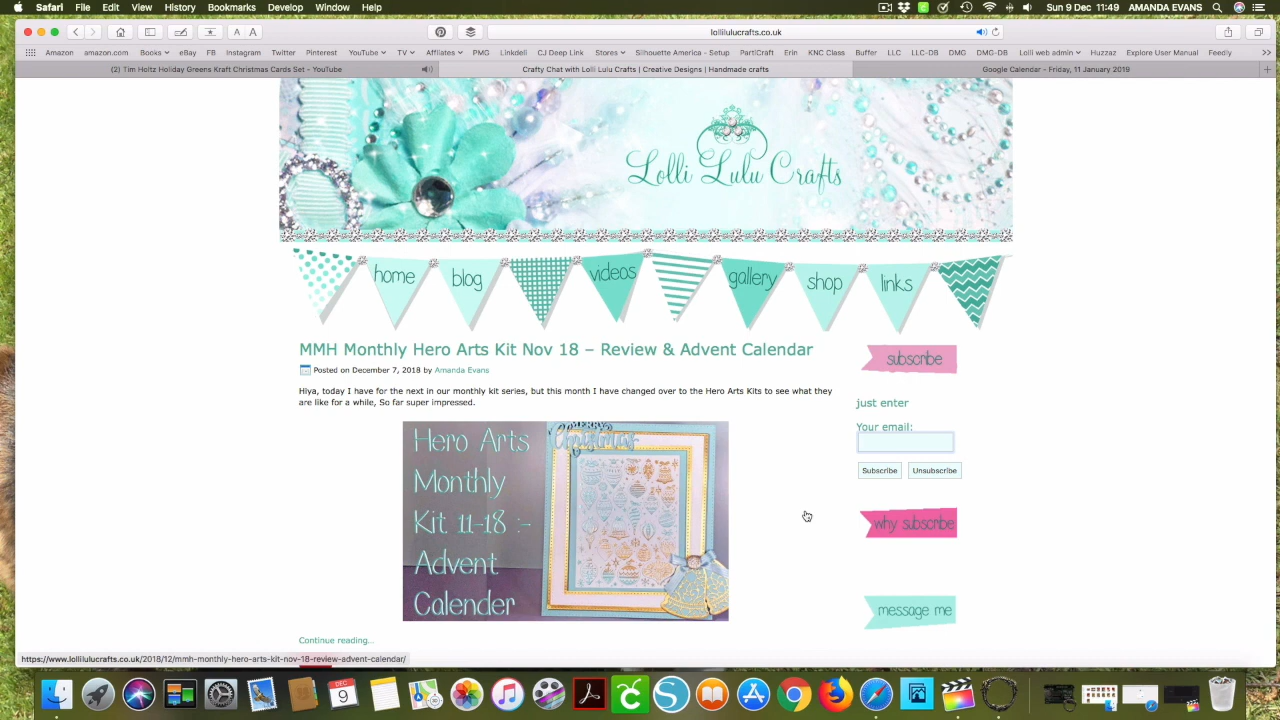 Safari File Edit View History Bookmarks Develop Window Help
Sun 9 Dec 11:49 AMANDA EVANS
lollilulucrafts.co.uk
Amazon amazon.com Books eBay FB Instagram Twitter Pinterest YouTube TV Affilates PMG Linkdeli CJ Deep Link Stores Silhouette America - Setup PartiCraft Erin KNC Class Buffer LLC LLC-DB DMG DMG-DB Lolli web admin Huzzaz Explore User Manual Feedly
(2) Tim Holtz Holiday Greens Kraft Christmas Cards Set - YouTube
Crafty Chat with Lolli Lulu Crafts | Creative Designs | Handmade crafts
Google Calendar - Friday, 11 January 2019
Lolli Lulu Crafts
home blog videos gallery shop links
MMH Monthly Hero Arts Kit Nov 18 – Review & Advent Calendar
Posted on December 7, 2018 by Amanda Evans
Hiya, today I have for the next in our monthly kit series, but this month I have changed over to the Hero Arts Kits to see what they
are like for a while, So far super impressed.
Hero Arts
Monthly
Kit 11-18 :-
Advent
Calender
MERRY
Christmas
Continue reading...
subscribe
just enter
Your email:
Subscribe Unsubscribe
why subscribe
message me
https://www.lollilulucrafts.co.uk/2018/12/mmh-monthly-hero-arts-kit-nov-18-review-advent-calendar/
DEC
9